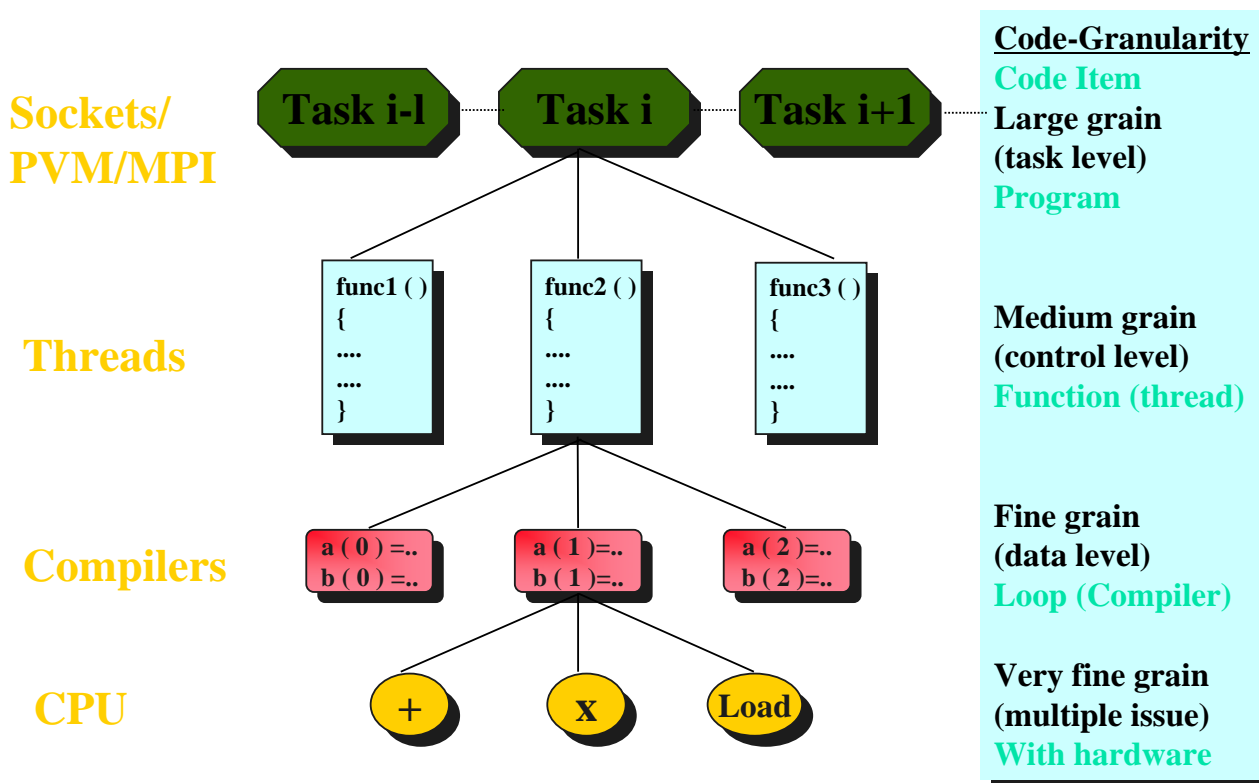 Code-Granularity
Code Item
Large grain
(task level)
Program
Sockets/
PVM/MPI
Task i-l
Task i
Task i+1
Threads
func1 ( )
{
....
....
}
func2 ( )
{
....
....
}
func3 ( )
{
....
....
}
Medium grain
(control level)
Function (thread)
Compilers
a ( 0 ) =..
b ( 0 ) =..
a ( 1 )=..
b ( 1 )=..
a ( 2 )=..
b ( 2 )=..
Fine grain
(data level)
Loop (Compiler)
CPU
+
x
Load
Very fine grain
(multiple issue)
With hardware